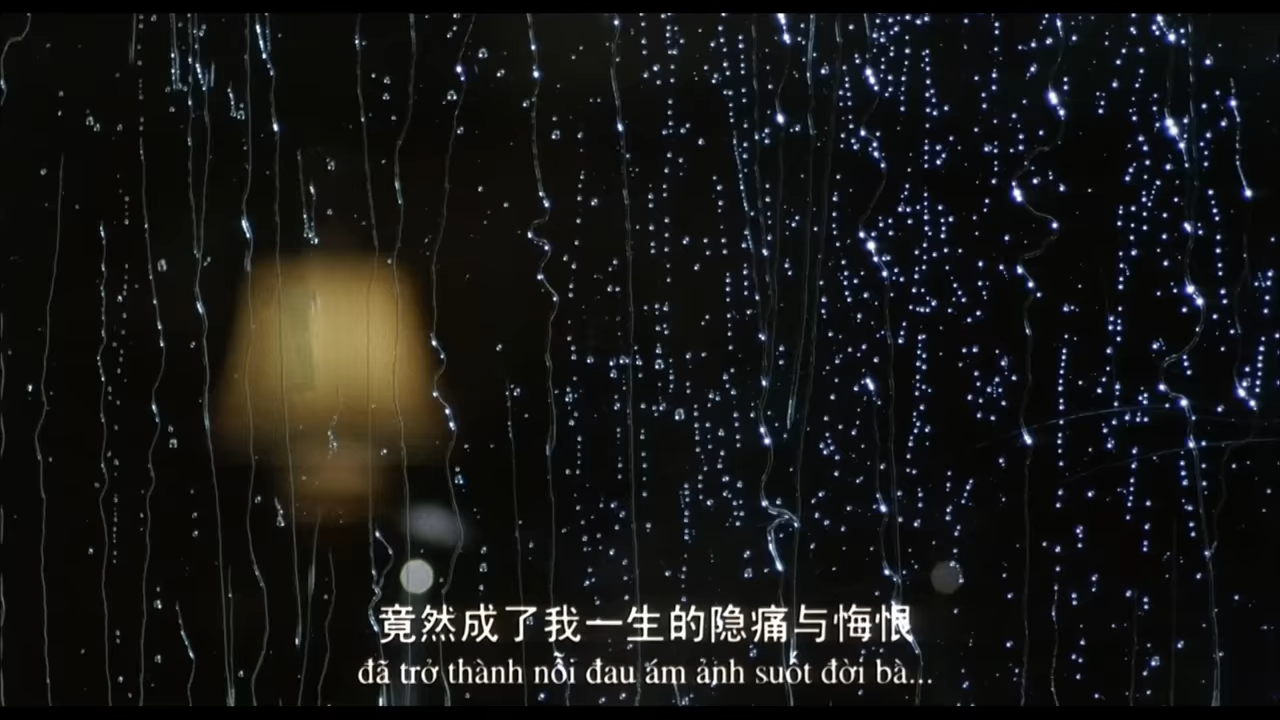 竟然成了我一生的隐痛与悔恨
đã trở thành nỗi đau ám ảnh suốt đời bà...